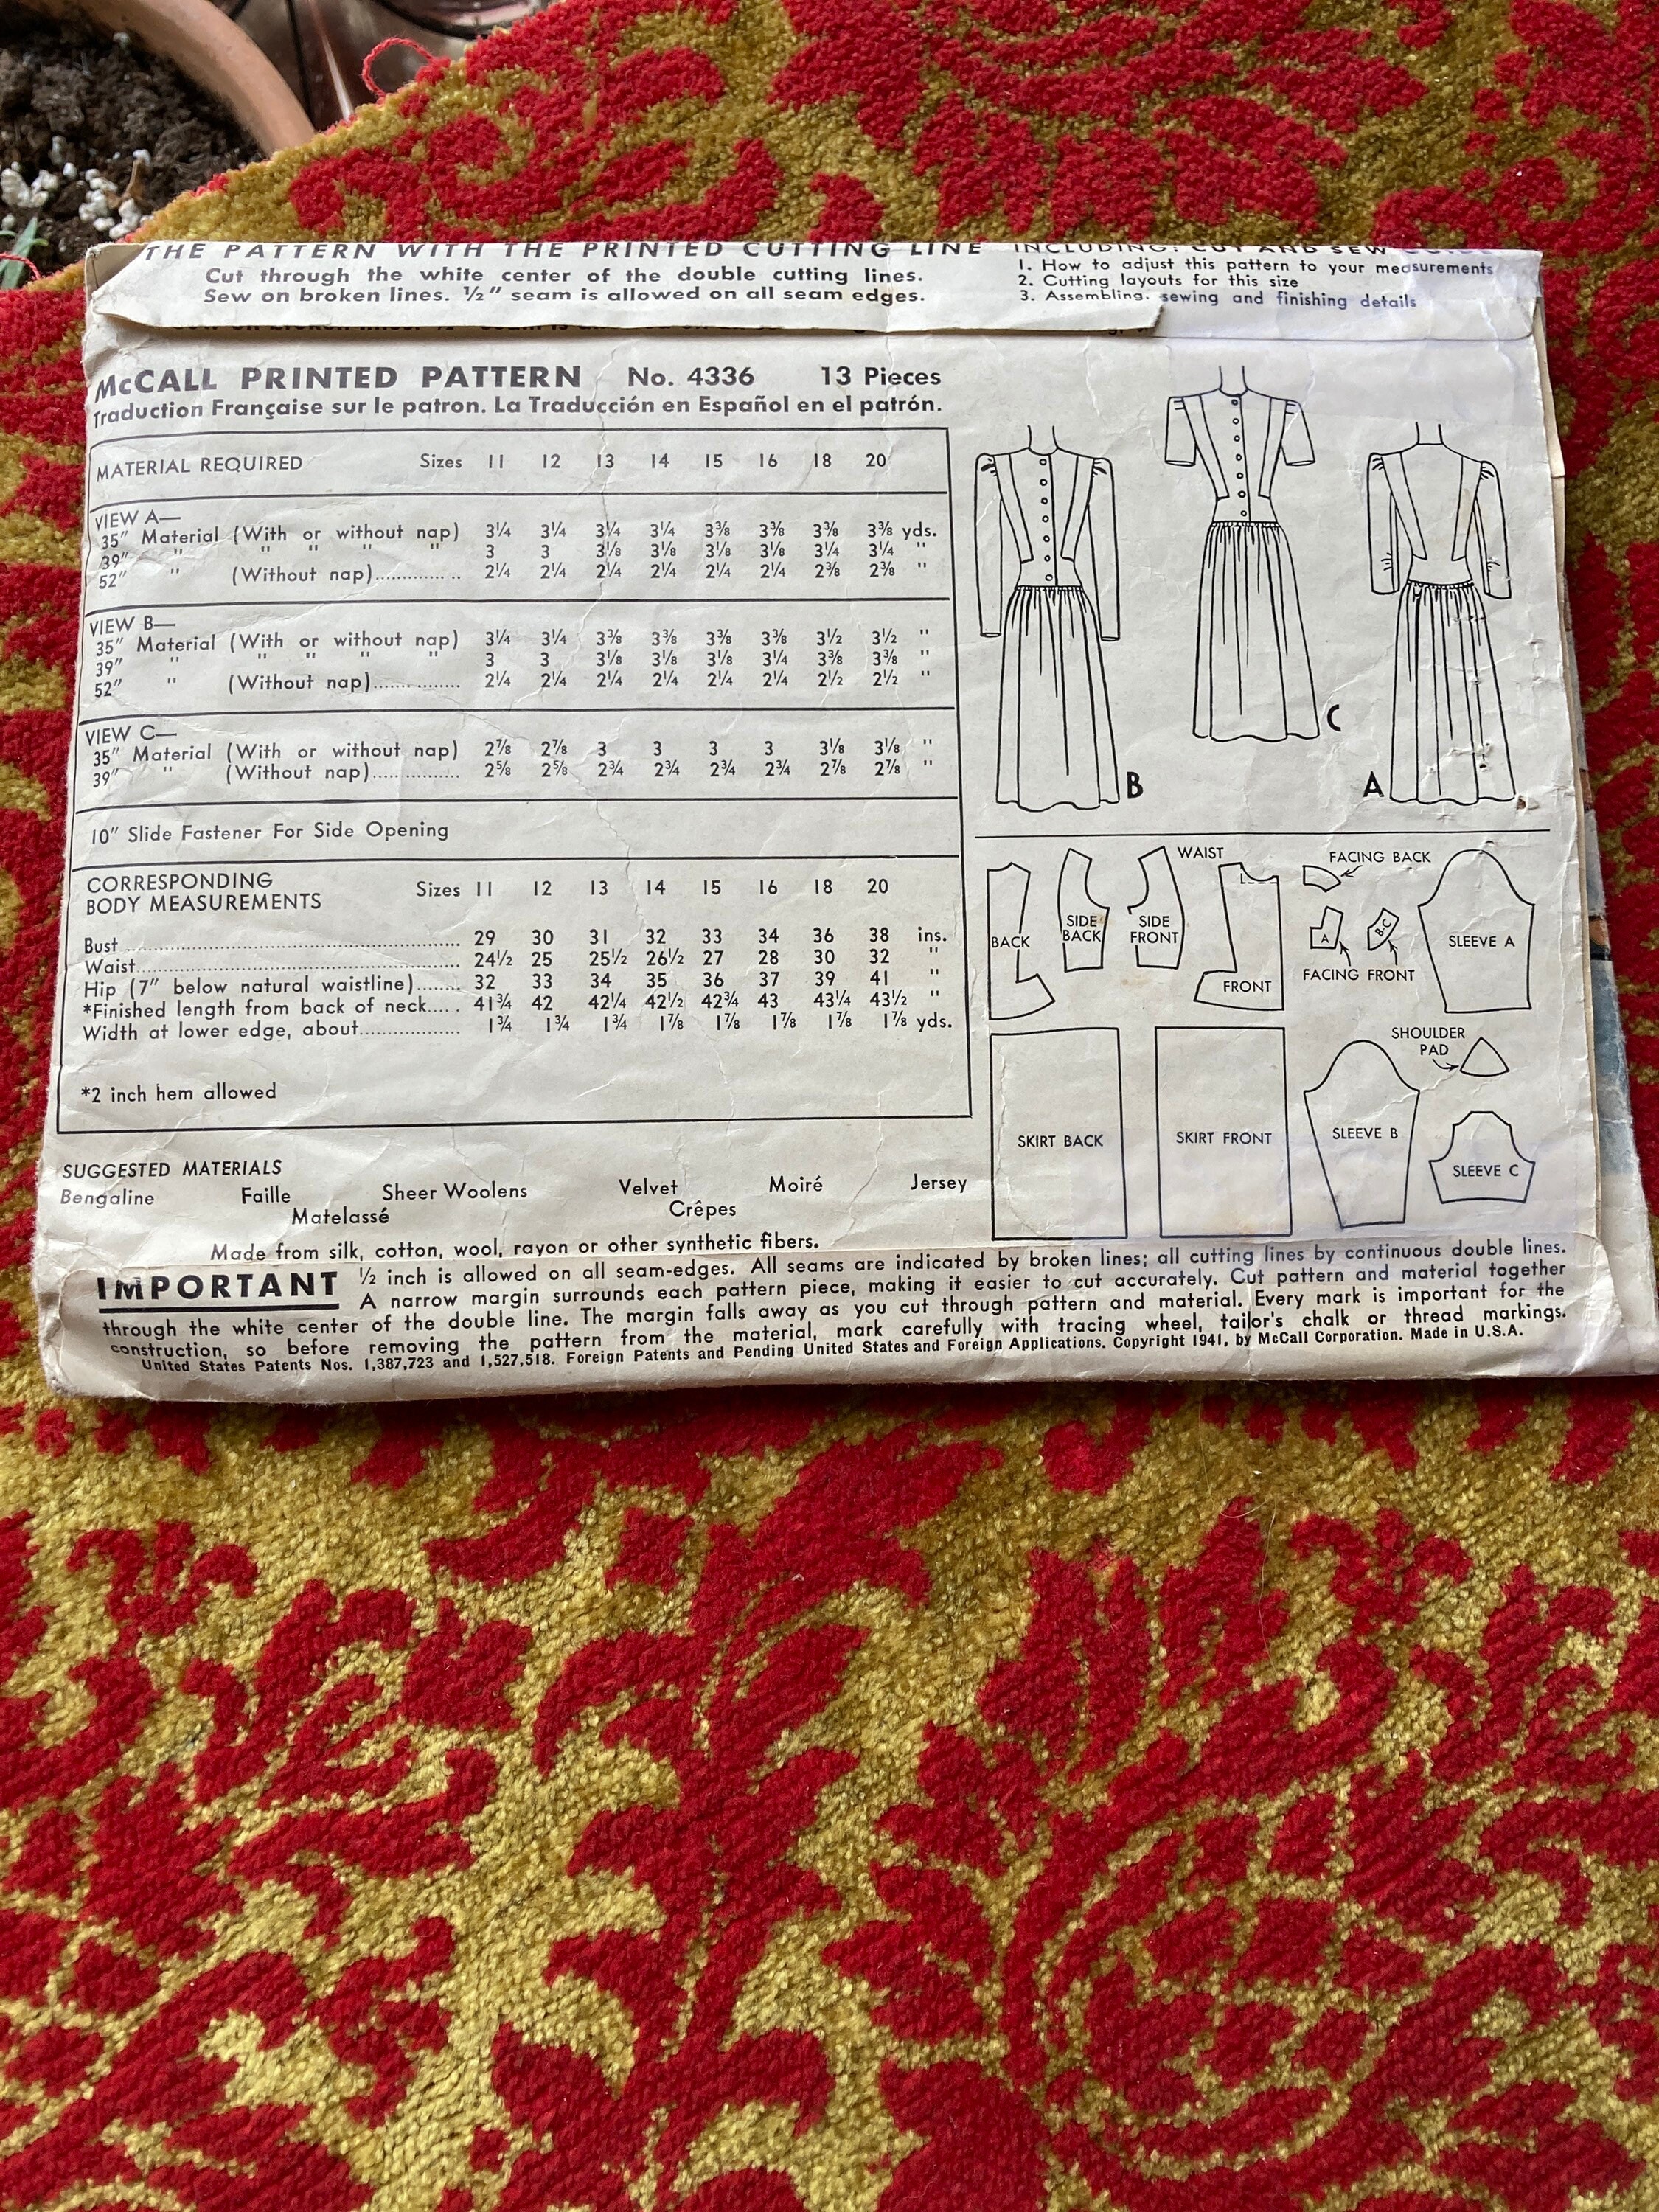 THE PATTERN WITH THE PRINTED CUTTING LINE
Cut through the white center of the double cutting lines.
Sew on broken lines. ½" seam is allowed on all seam edges.
INCLUDING: CUT AND SEW
1. How to adjust this pattern to your measurements
2. Cutting layouts for this size
3. Assembling, sewing and finishing details
McCALL PRINTED PATTERN No. 4336 13 Pieces
Traduction Française sur le patron. La Traducción en Español en el patrón.
MATERIAL REQUIRED Sizes 11 12 13 14 15 16 18 20
VIEW A—
35" Material (With or without nap) 3¼ 3¼ 3¼ 3¼ 3⅜ 3⅜ 3⅜ 3⅜ yds.
39" " " " " " 3 3 3⅛ 3⅛ 3⅛ 3⅛ 3¼ 3¼ "
52" " (Without nap).............. 2¼ 2¼ 2¼ 2¼ 2¼ 2¼ 2⅜ 2⅜ "
VIEW B—
35" Material (With or without nap) 3¼ 3¼ 3⅜ 3⅜ 3⅜ 3⅜ 3½ 3½ "
39" " " " " " 3 3 3⅛ 3⅛ 3⅛ 3¼ 3⅜ 3⅜ "
52" " (Without nap)............... 2¼ 2¼ 2¼ 2¼ 2¼ 2¼ 2½ 2½ "
VIEW C—
35" Material (With or without nap) 2⅞ 2⅞ 3 3 3 3 3⅛ 3⅛ "
39" " (Without nap)............... 2⅝ 2⅝ 2¾ 2¾ 2¾ 2¾ 2⅞ 2⅞ "
10" Slide Fastener For Side Opening
CORRESPONDING
BODY MEASUREMENTS Sizes 11 12 13 14 15 16 18 20
Bust ........................ 29 30 31 32 33 34 36 38 ins.
Waist........................ 24½ 25 25½ 26½ 27 28 30 32 "
Hip (7" below natural waistline)........ 32 33 34 35 36 37 39 41 "
*Finished length from back of neck..... 41¾ 42 42¼ 42½ 42¾ 43 43¼ 43½ "
Width at lower edge, about................ 1¾ 1¾ 1¾ 1⅞ 1⅞ 1⅞ 1⅞ 1⅞ yds.
*2 inch hem allowed
B
C
A
WAIST
FACING BACK
BACK
SIDE BACK
SIDE FRONT
FRONT
A
B-C
FACING FRONT
SLEEVE A
SHOULDER PAD
SKIRT BACK
SKIRT FRONT
SLEEVE B
SLEEVE C
SUGGESTED MATERIALS
Bengaline Faille Sheer Woolens Velvet Moiré Jersey
Matelassé Crêpes
Made from silk, cotton, wool, rayon or other synthetic fibers.
IMPORTANT ½ inch is allowed on all seam-edges. All seams are indicated by broken lines; all cutting lines by continuous double lines.
A narrow margin surrounds each pattern piece, making it easier to cut accurately. Cut pattern and material together
through the white center of the double line. The margin falls away as you cut through pattern and material. Every mark is important for the
construction, so before removing the pattern from the material, mark carefully with tracing wheel, tailor's chalk or thread markings.
United States Patents Nos. 1,387,723 and 1,527,518. Foreign Patents and Pending United States and Foreign Applications. Copyright 1941, by McCall Corporation. Made in U.S.A.